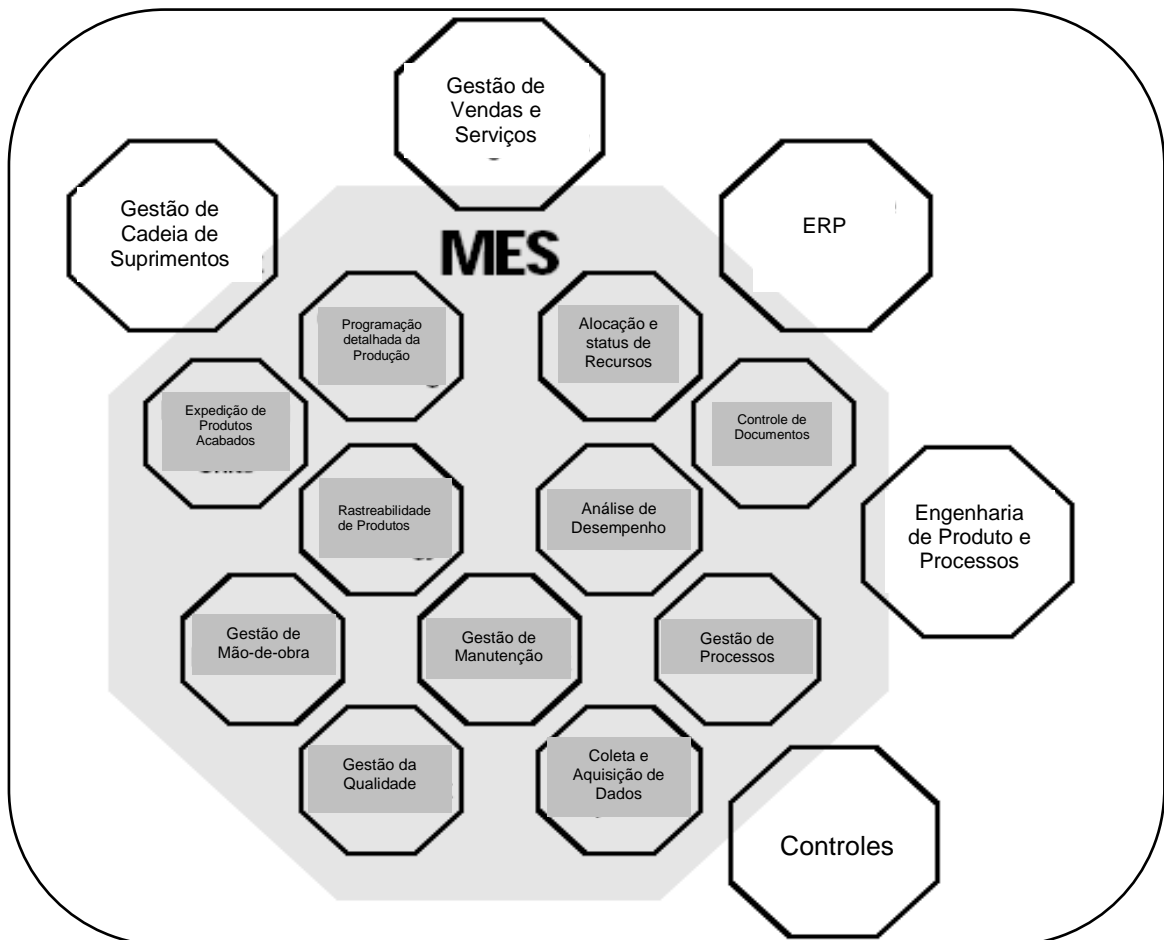 Gestão de
Vendas e
Serviços
Gestão de
Cadeia de
Suprimentos
ERP
MES
Programação
detalhada da
Produção
Alocação e
status de
Recursos
Expedição de
Produtos
Acabados
Controle de
Documentos
Rastreabilidade
de Produtos
Análise de
Desempenho
Engenharia
de Produto e
Processos
Gestão de
Mão-de-obra
Gestão de
Manutenção
Gestão de
Processos
Gestão da
Qualidade
Coleta e
Aquisição de
Dados
Controles